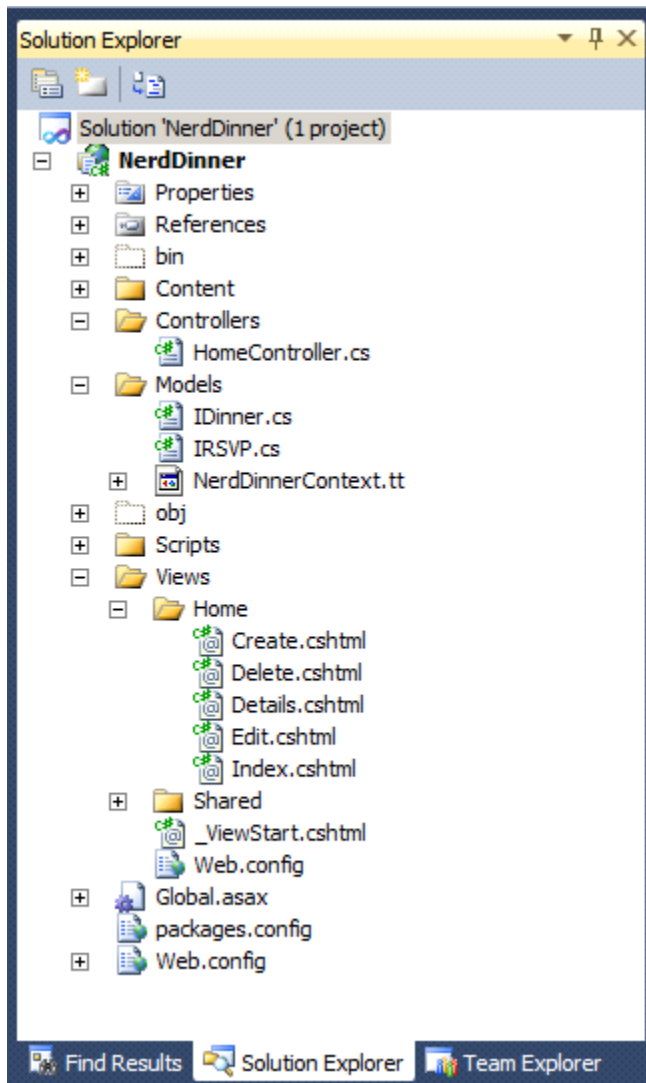 Solution Explorer
Solution 'NerdDinner' (1 project)
NerdDinner
Properties
References
bin
Content
Controllers
HomeController.cs
Models
IDinner.cs
IRSVP.cs
NerdDinnerContext.tt
obj
Scripts
Views
Home
Create.cshtml
Delete.cshtml
Details.cshtml
Edit.cshtml
Index.cshtml
Shared
_ViewStart.cshtml
Web.config
Global.asax
packages.config
Web.config
Find Results Solution Explorer Team Explorer